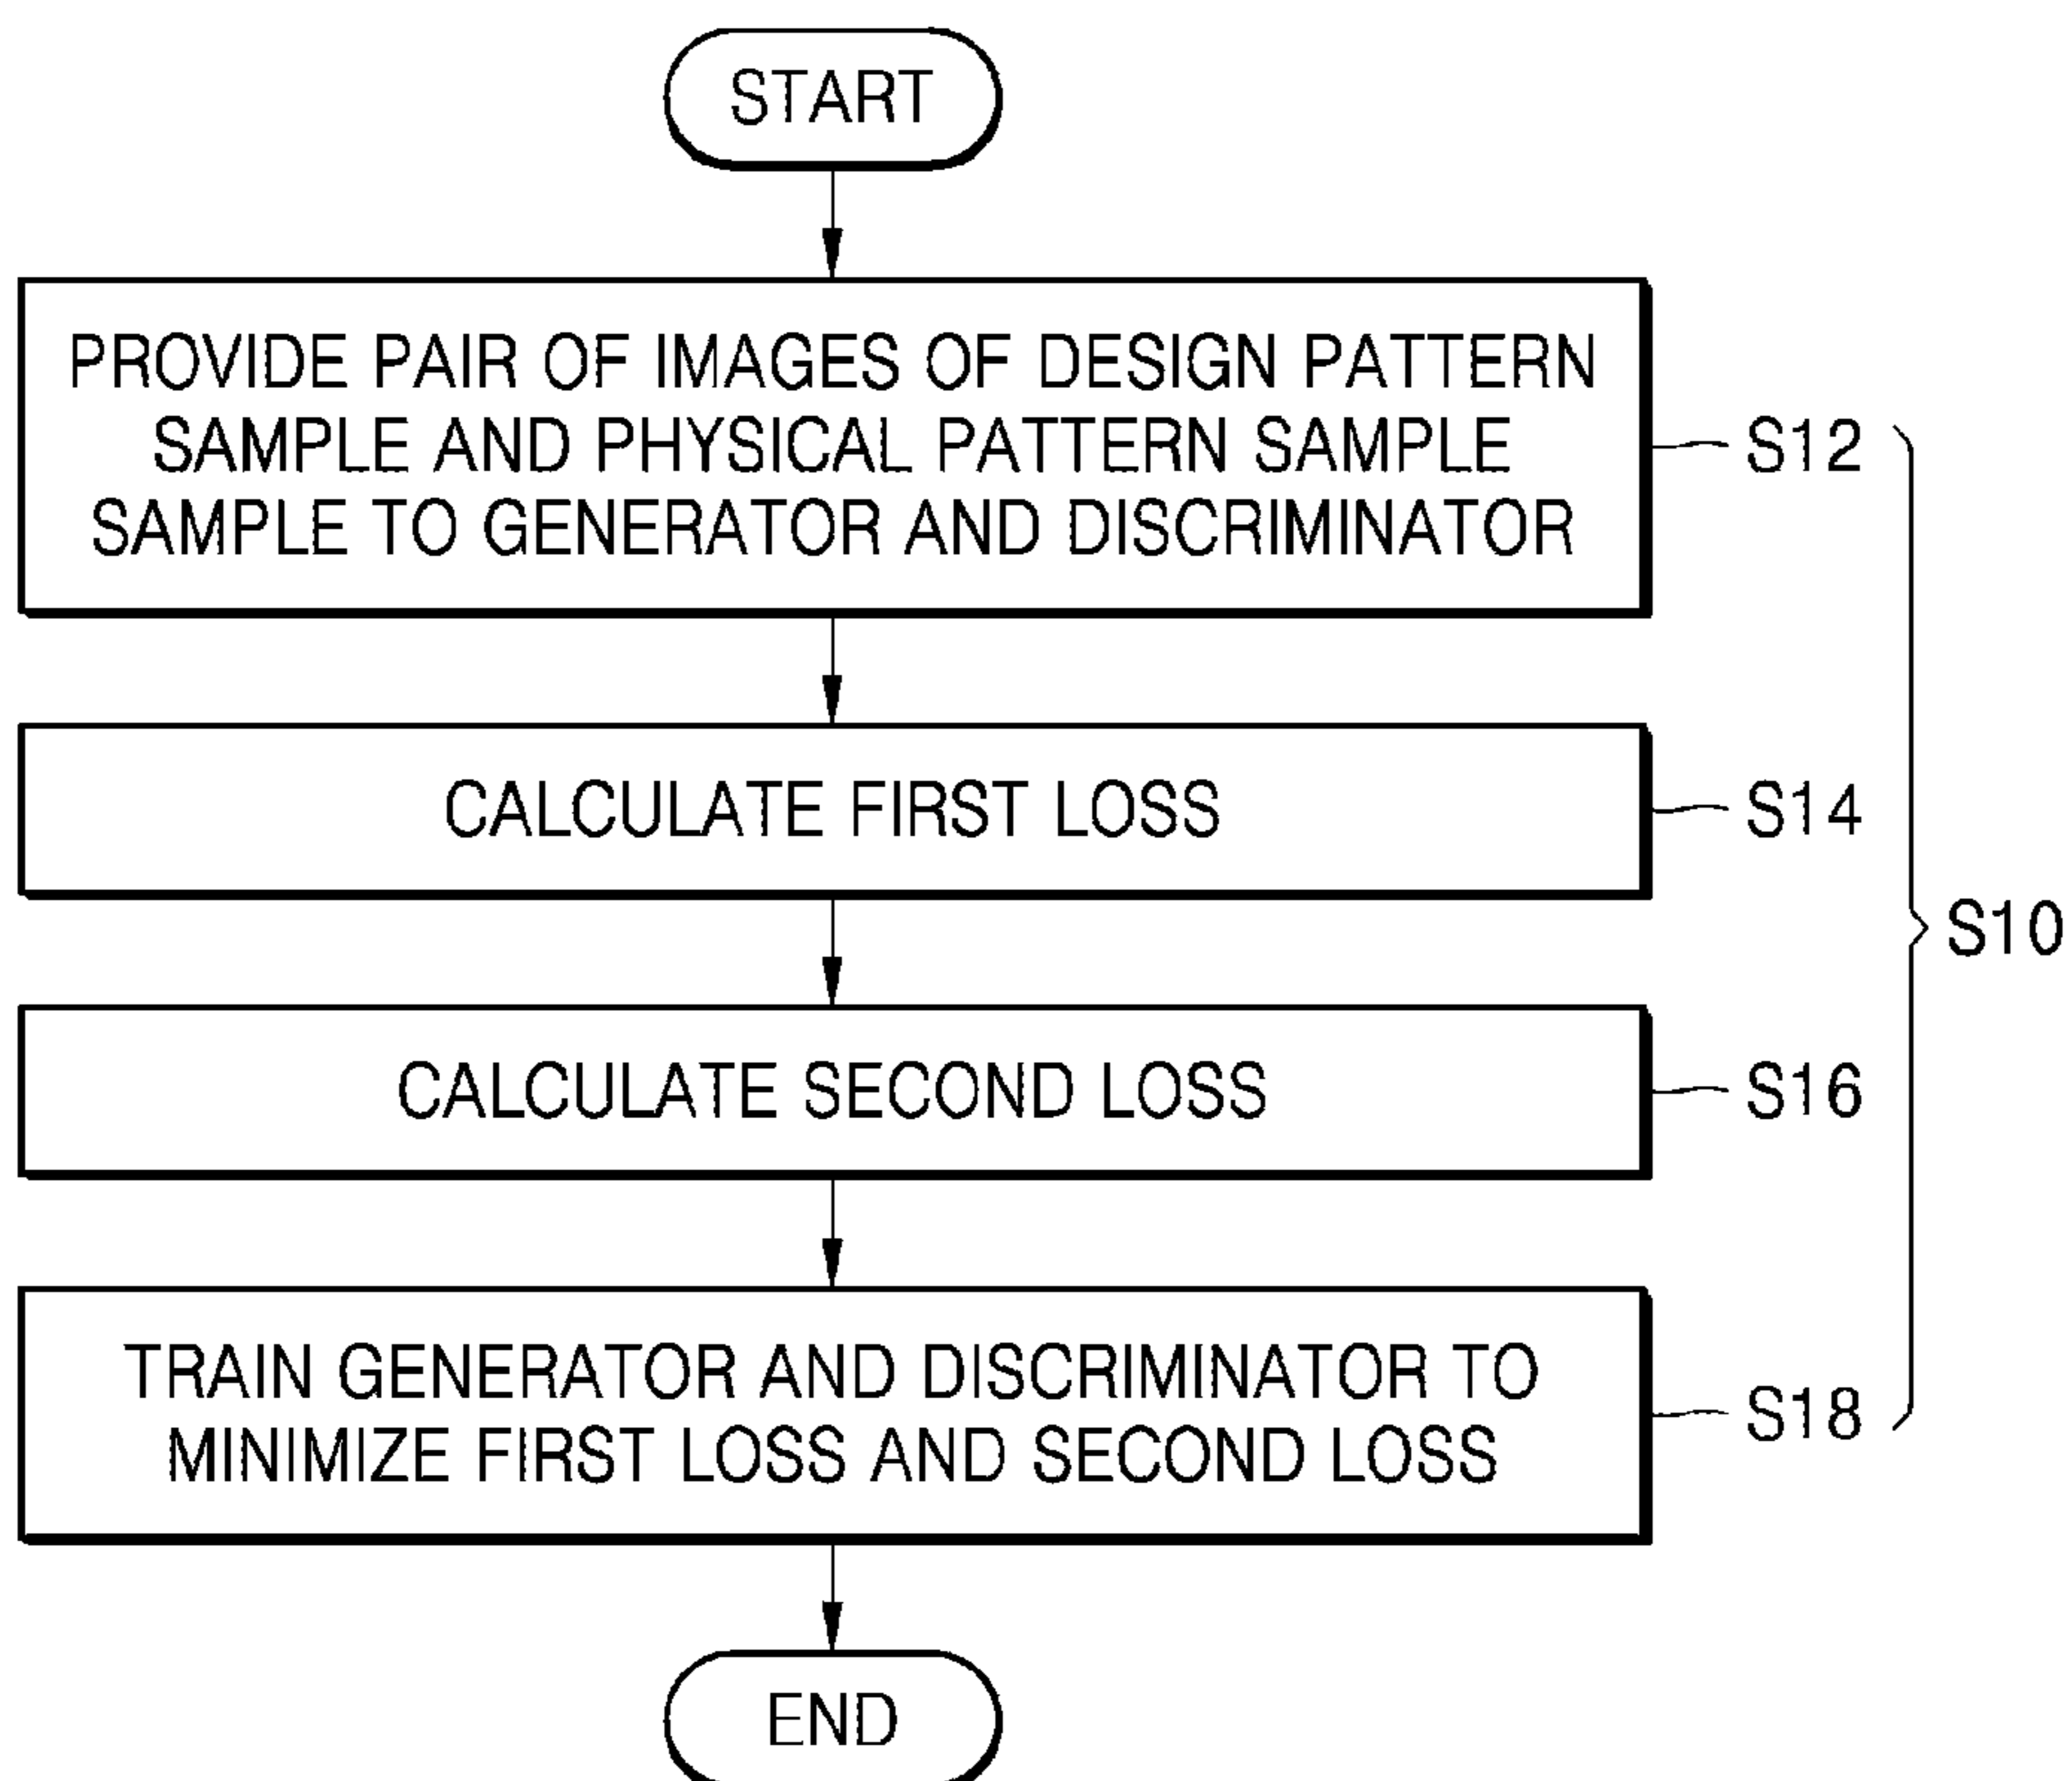 START
PROVIDE PAIR OF IMAGES OF DESIGN PATTERN
SAMPLE AND PHYSICAL PATTERN SAMPLE
SAMPLE TO GENERATOR AND DISCRIMINATOR
S12
CALCULATE FIRST LOSS
S14
S10
CALCULATE SECOND LOSS
S16
TRAIN GENERATOR AND DISCRIMINATOR TO
MINIMIZE FIRST LOSS AND SECOND LOSS
S18
END